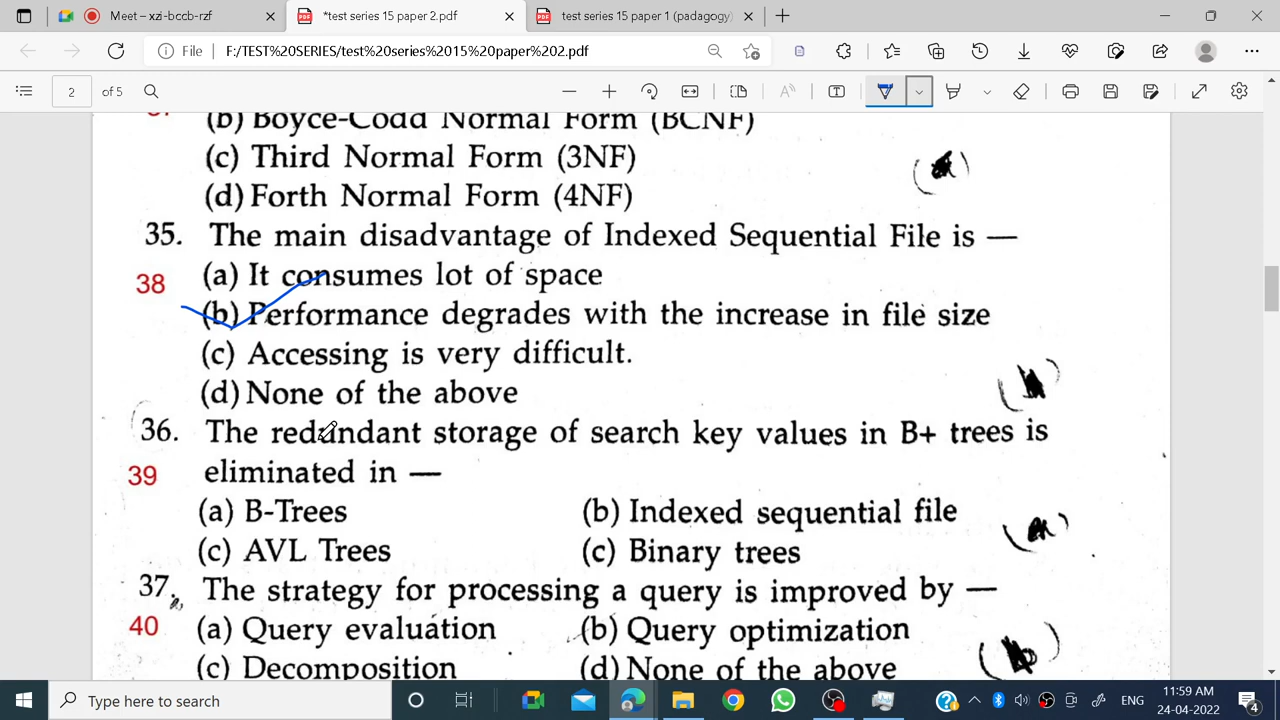 Meet – xzi-bccb-rzf
*test series 15 paper 2.pdf
test series 15 paper 1 (padagogy)
File
F:/TEST%20SERIES/test%20series%2015%20paper%202.pdf
2 of 5
(b) Boyce-Codd Normal Form (BCNF)
(c) Third Normal Form (3NF)
(a)
(d) Forth Normal Form (4NF)
35. The main disadvantage of Indexed Sequential File is —
38
(a) It consumes lot of space
(b) Performance degrades with the increase in file size
(c) Accessing is very difficult.
(d) None of the above
(b)
36. The redundant storage of search key values in B+ trees is
39
eliminated in —
(a) B-Trees (b) Indexed sequential file
(a)
(c) AVL Trees (c) Binary trees
37. The strategy for processing a query is improved by —
40
(a) Query evaluation (b) Query optimization
(b)
(c) Decomposition (d) None of the above
Type here to search
ENG
11:59 AM
24-04-2022
4